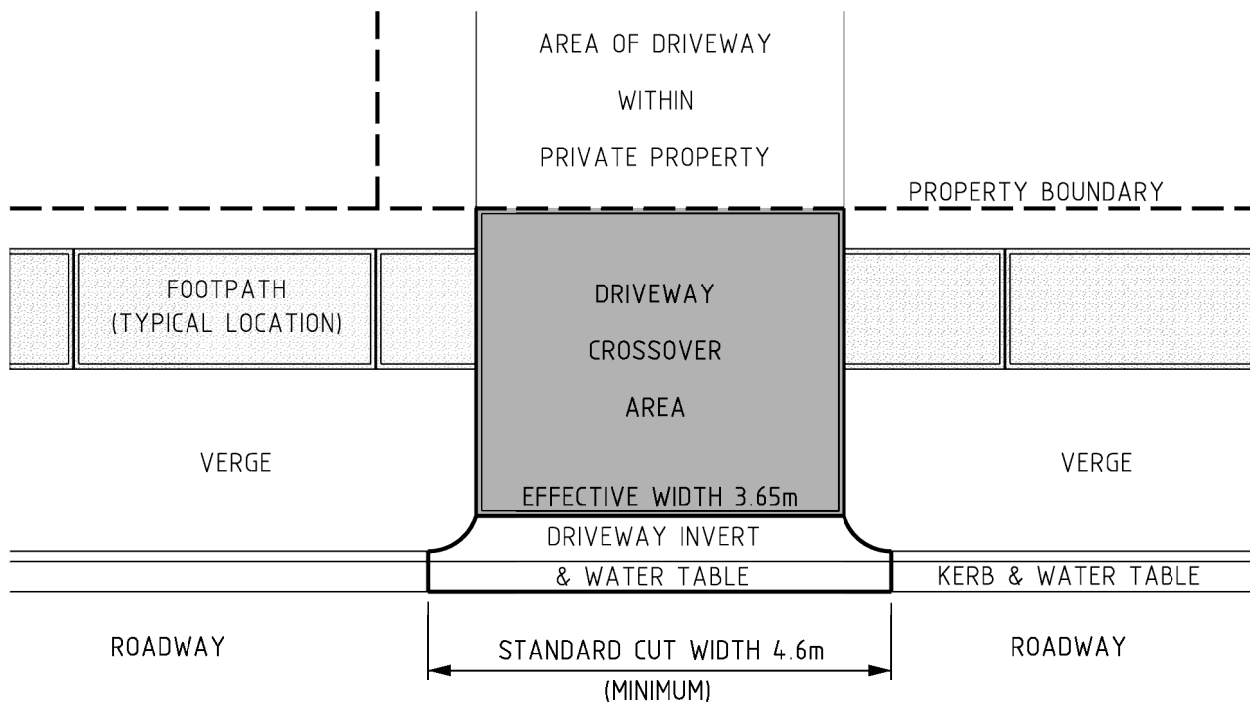 AREA OF DRIVEWAY
WITHIN
PRIVATE PROPERTY
PROPERTY BOUNDARY
FOOTPATH
(TYPICAL LOCATION)
DRIVEWAY
CROSSOVER
AREA
VERGE
VERGE
EFFECTIVE WIDTH 3.65m
DRIVEWAY INVERT
& WATER TABLE
KERB & WATER TABLE
ROADWAY
STANDARD CUT WIDTH 4.6m
(MINIMUM)
ROADWAY